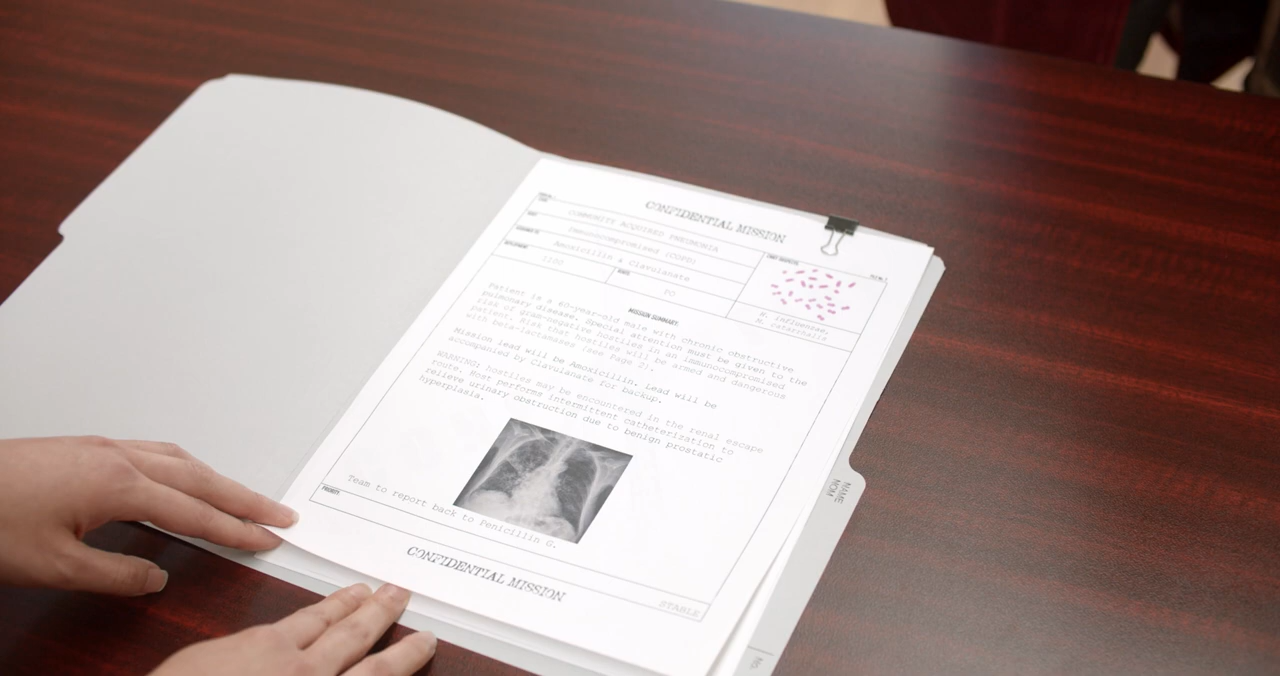 CONFIDENTIAL MISSION
COMMUNITY ACQUIRED PNEUMONIA
Immunocompromised (COPD)
Amoxicillin & Clavulanate
1100
PO
H. influenzae,
M. catarrhalis
MISSION SUMMARY:
Patient is a 60-year-old male with chronic obstructive
pulmonary disease. Special attention must be given to the
risk of gram-negative hostiles in an immunocompromised
patient. Risk that hostiles will be armed and dangerous
with beta-lactamases (see Page 2).
Mission lead will be Amoxicillin. Lead will be
accompanied by Clavulanate for backup.
WARNING: hostiles may be encountered in the renal escape
route. Host performs intermittent catheterization to
relieve urinary obstruction due to benign prostatic
hyperplasia.
Team to report back to Penicillin G.
PRIORITY:
STABLE
CONFIDENTIAL MISSION
NAME
NOM
NO.